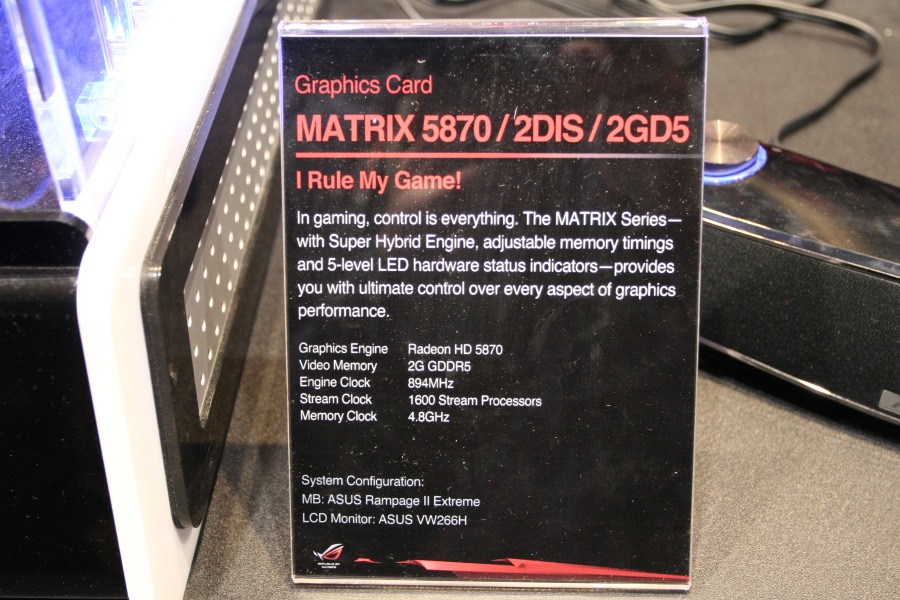 Graphics Card
MATRIX 5870 / 2DIS / 2GD5
I Rule My Game!
In gaming, control is everything. The MATRIX Series—
with Super Hybrid Engine, adjustable memory timings
and 5-level LED hardware status indicators—provides
you with ultimate control over every aspect of graphics
performance.
Graphics Engine Radeon HD 5870
Video Memory 2G GDDR5
Engine Clock 894MHz
Stream Clock 1600 Stream Processors
Memory Clock 4.8GHz
System Configuration:
MB: ASUS Rampage II Extreme
LCD Monitor: ASUS VW266H
REPUBLIC OF
GAMERS